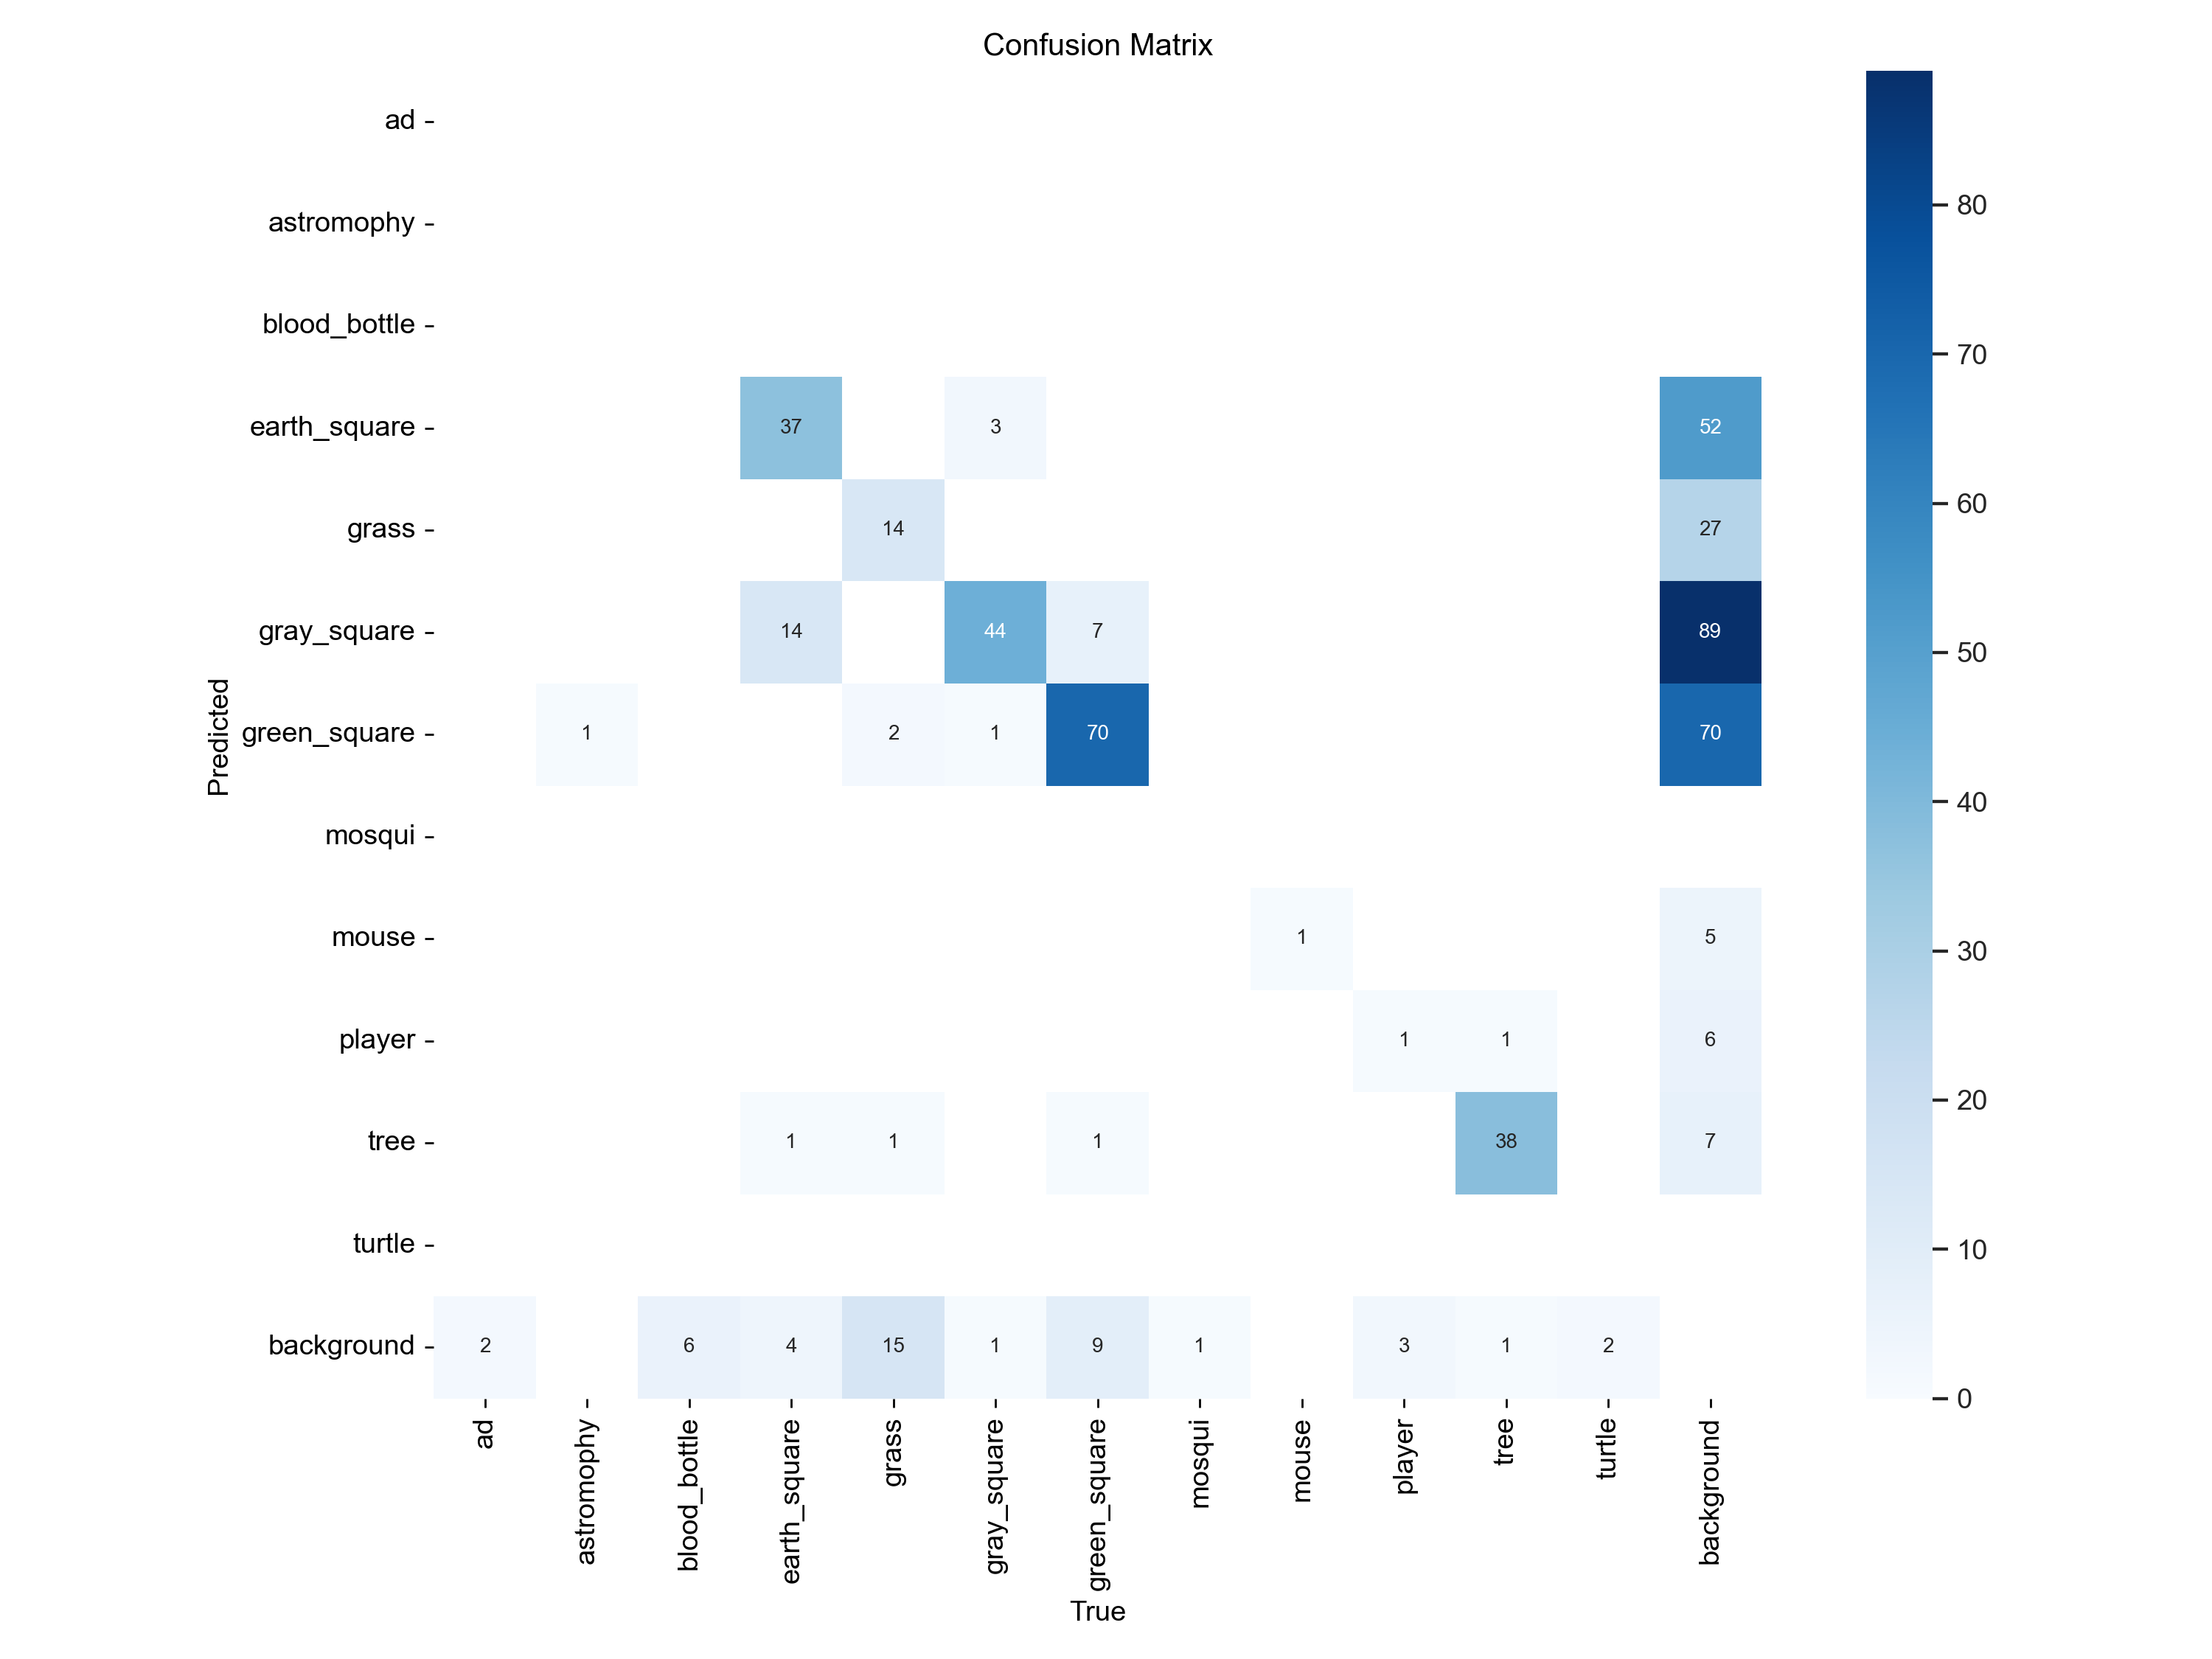 Confusion Matrix
ad
astromophy
blood_bottle
earth_square 37 3 52
grass 14 27
gray_square 14 44 7 89
green_square 1 2 1 70 70
mosqui
mouse 1 5
player 1 1 6
tree 1 1 1 38 7
turtle
background 2 6 4 15 1 9 1 3 1 2
Predicted
ad astromophy blood_bottle earth_square grass gray_square green_square mosqui mouse player tree turtle background
True
80
70
60
50
40
30
20
10
0